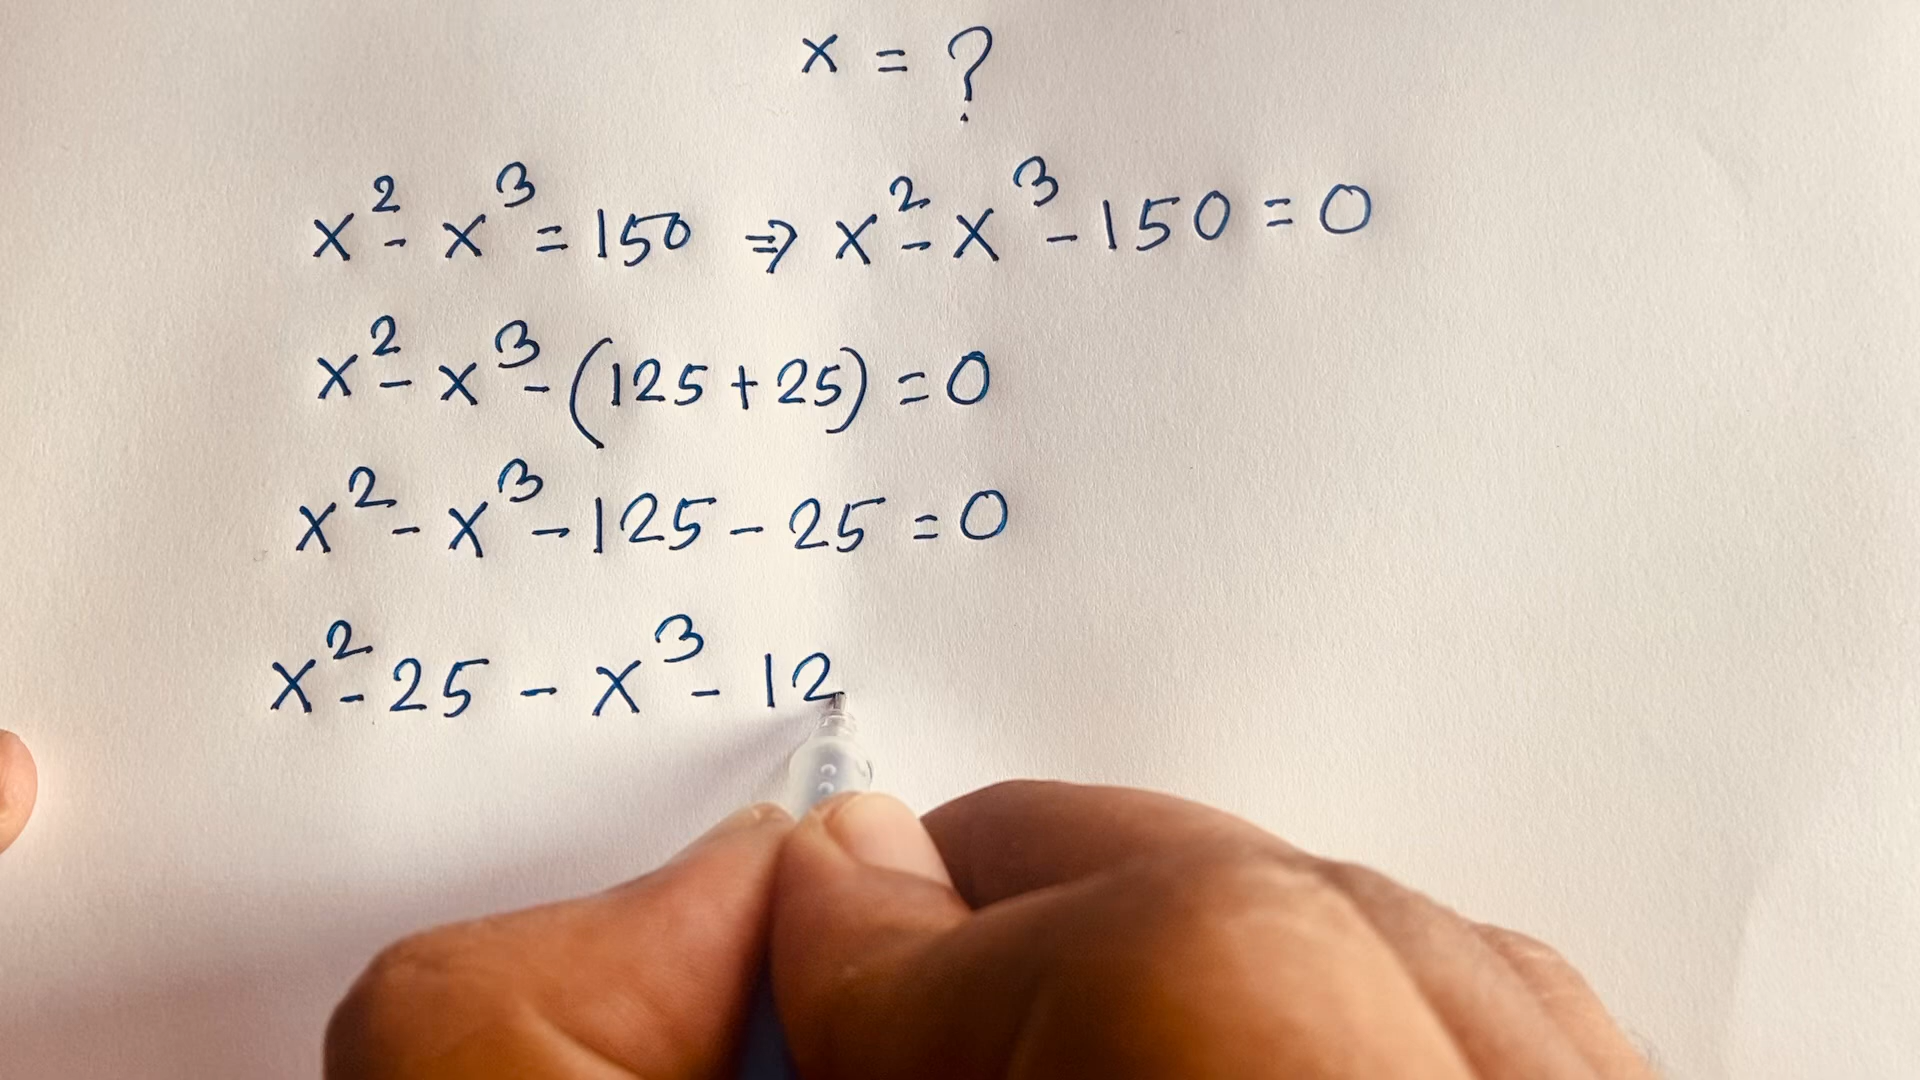 x = ?
x² - x³ = 150 ⇒ x² - x³ - 150 = 0
x² - x³ - (125 + 25) = 0
x² - x³ - 125 - 25 = 0
x² - 25 - x³ - 12